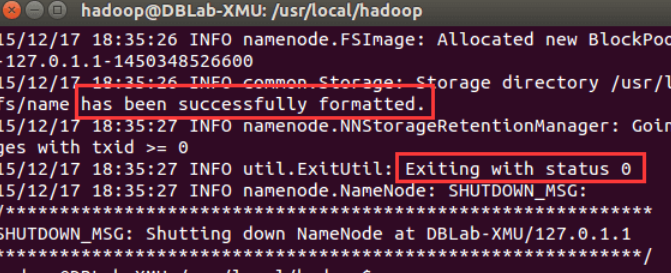 hadoop@DBLab-XMU: /usr/local/hadoop
15/12/17 18:35:26 INFO namenode.FSImage: Allocated new BlockPoo
-127.0.1.1-1450348526600
15/12/17 18:35:26 INFO common.Storage: Storage directory /usr/l
fs/name has been successfully formatted.
15/12/17 18:35:27 INFO namenode.NNStorageRetentionManager: Goin
ges with txid >= 0
15/12/17 18:35:27 INFO util.ExitUtil: Exiting with status 0
15/12/17 18:35:27 INFO namenode.NameNode: SHUTDOWN_MSG:
/************************************************************
SHUTDOWN_MSG: Shutting down NameNode at DBLab-XMU/127.0.1.1
************************************************************/